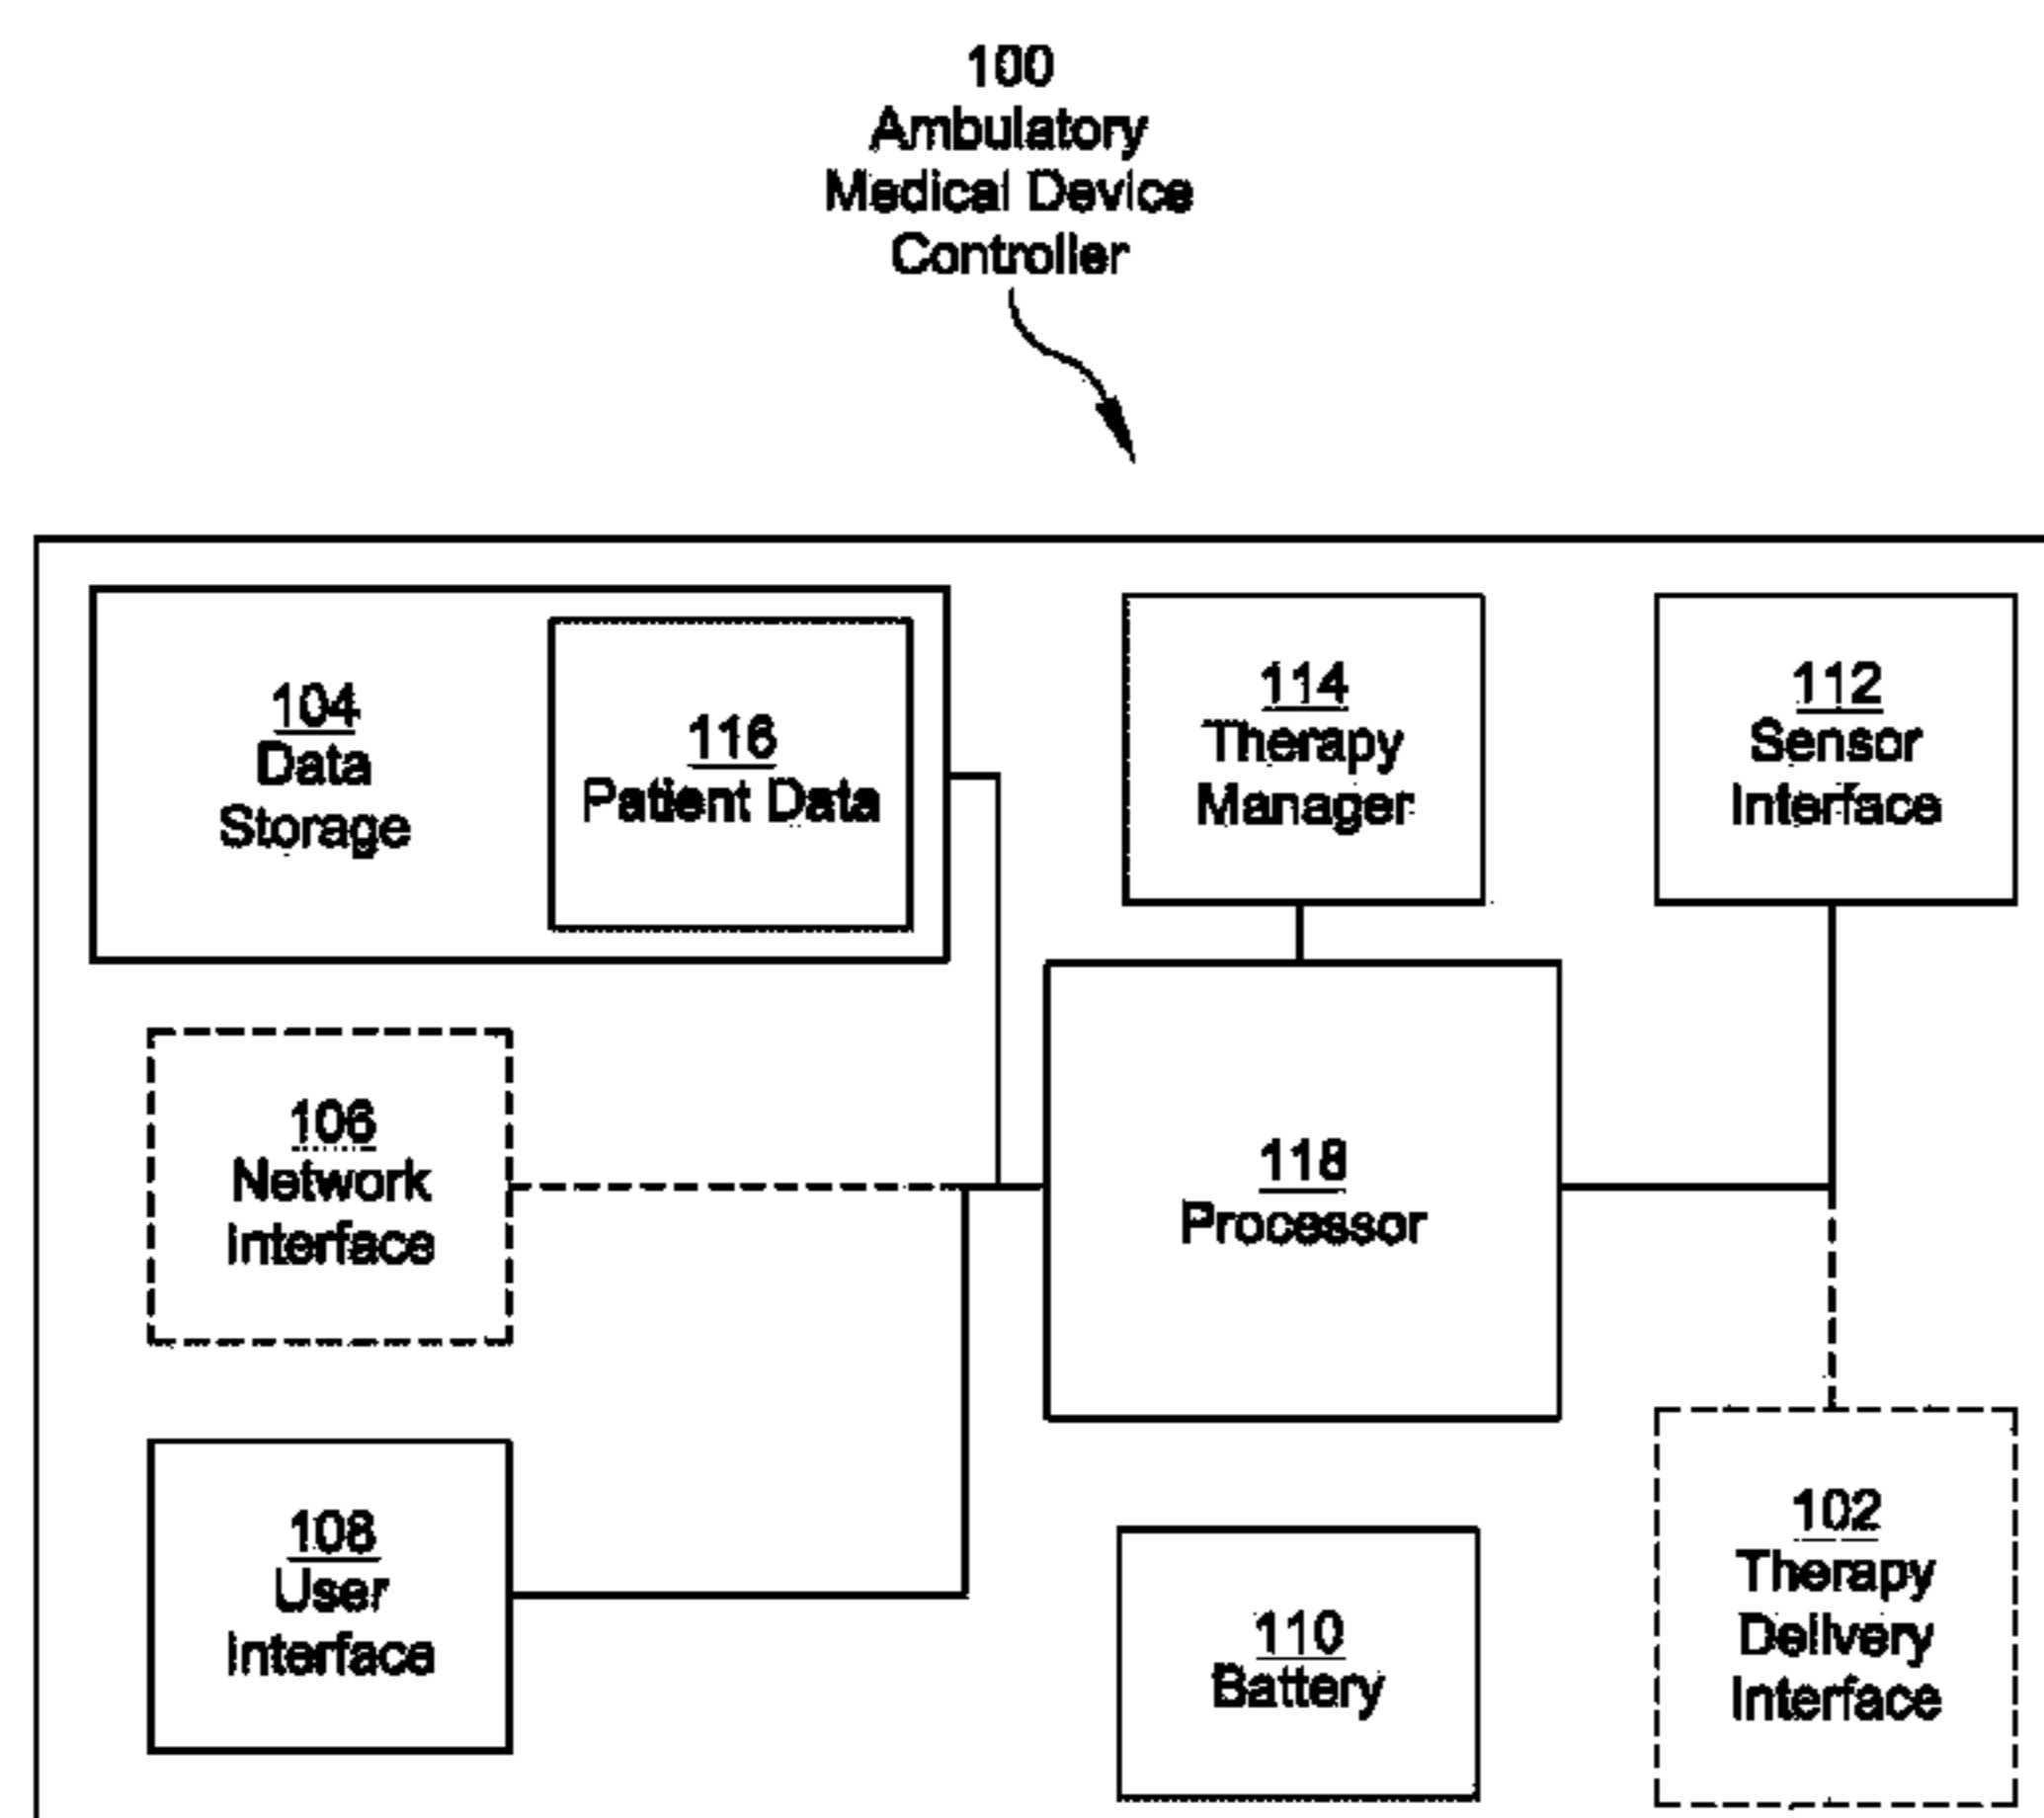 100
Ambulatory
Medical Device
Controller
104
Data
Storage
116
Patient Data
114
Therapy
Manager
112
Sensor
Interface
106
Network
Interface
118
Processor
108
User
Interface
110
Battery
102
Therapy
Delivery
Interface